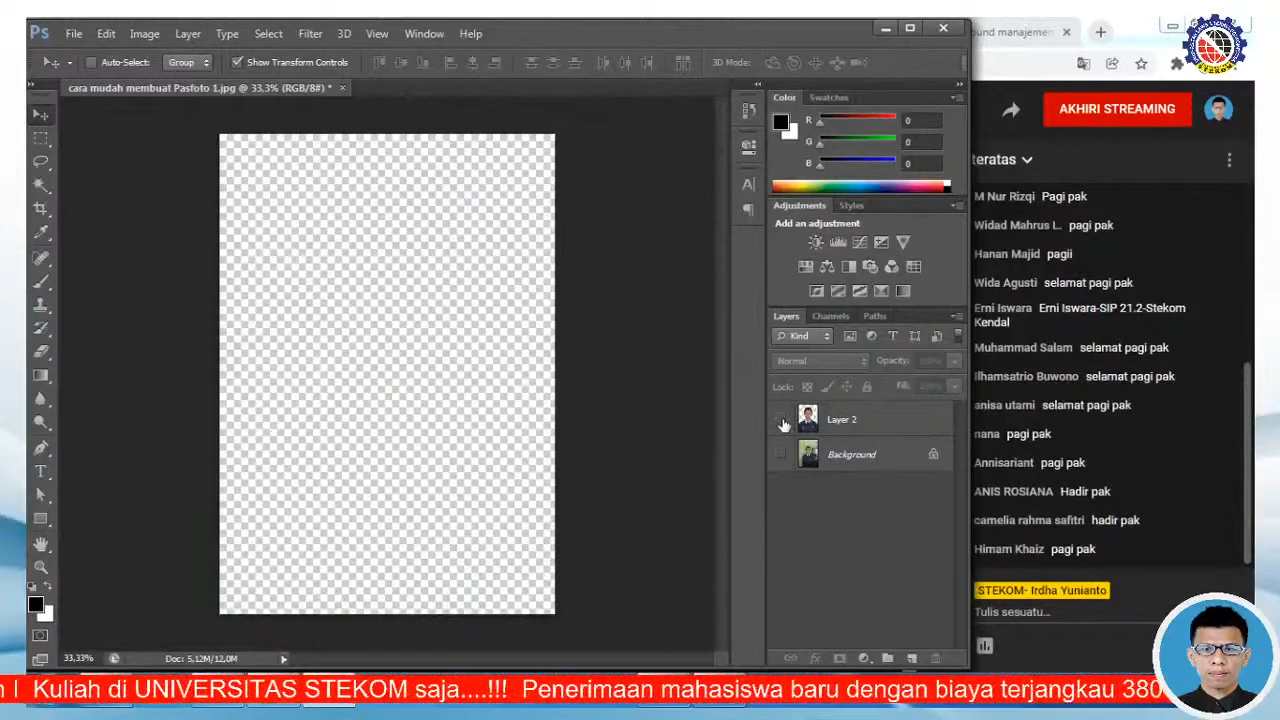 Ps File Edit Image Layer Type Select Filter 3D View Window Help
Auto-Select: Group Show Transform Controls 3D Mode:
cara mudah membuat Pasfoto 1.jpg @ 33,3% (RGB/8#) *
Color Swatches
R 0
G 0
B 0
Adjustments Styles
Add an adjustment
Layers Channels Paths
Kind
Normal Opacity: 100%
Lock: Fill:
Layer 2
Background
33,33% Doc: 5,12M/12,0M
ound manajemen
AKHIRI STREAMING
teratas
M Nur Rizqi Pagi pak
Widad Mahrus L. pagi pak
Hanan Majid pagii
Wida Agusti selamat pagi pak
Erni Iswara Erni Iswara-SIP 21.2-Stekom
Kendal
Muhammad Salam selamat pagi pak
Ilhamsatrio Buwono selamat pagi pak
anisa utami selamat pagi pak
nana pagi pak
Annisariant pagi pak
ANIS ROSIANA Hadir pak
camelia rahma safitri hadir pak
Himam Khaiz pagi pak
STEKOM- Irdha Yunianto
Tulis sesuatu...
STEKOM
Kuliah di UNIVERSITAS STEKOM saja....!!! Penerimaan mahasiswa baru dengan biaya terjangkau 380